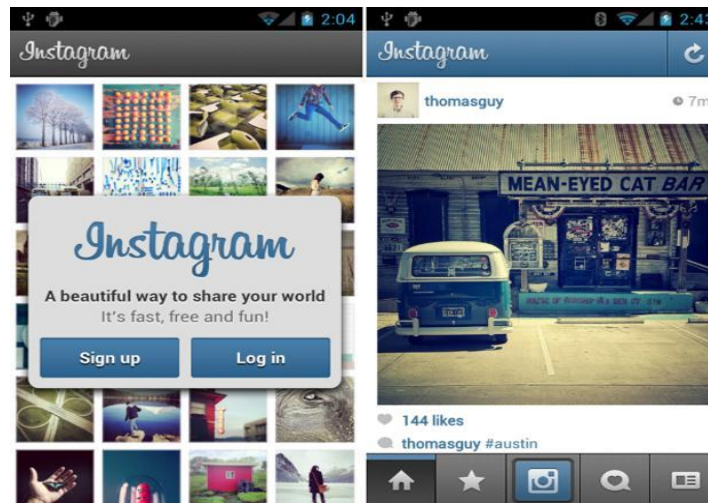 2:04
Instagram
Instagram
A beautiful way to share your world
It's fast, free and fun!
Sign up
Log in
2:43
Instagram
thomasguy
7m
MEAN-EYED CAT BAR
144 likes
thomasguy #austin